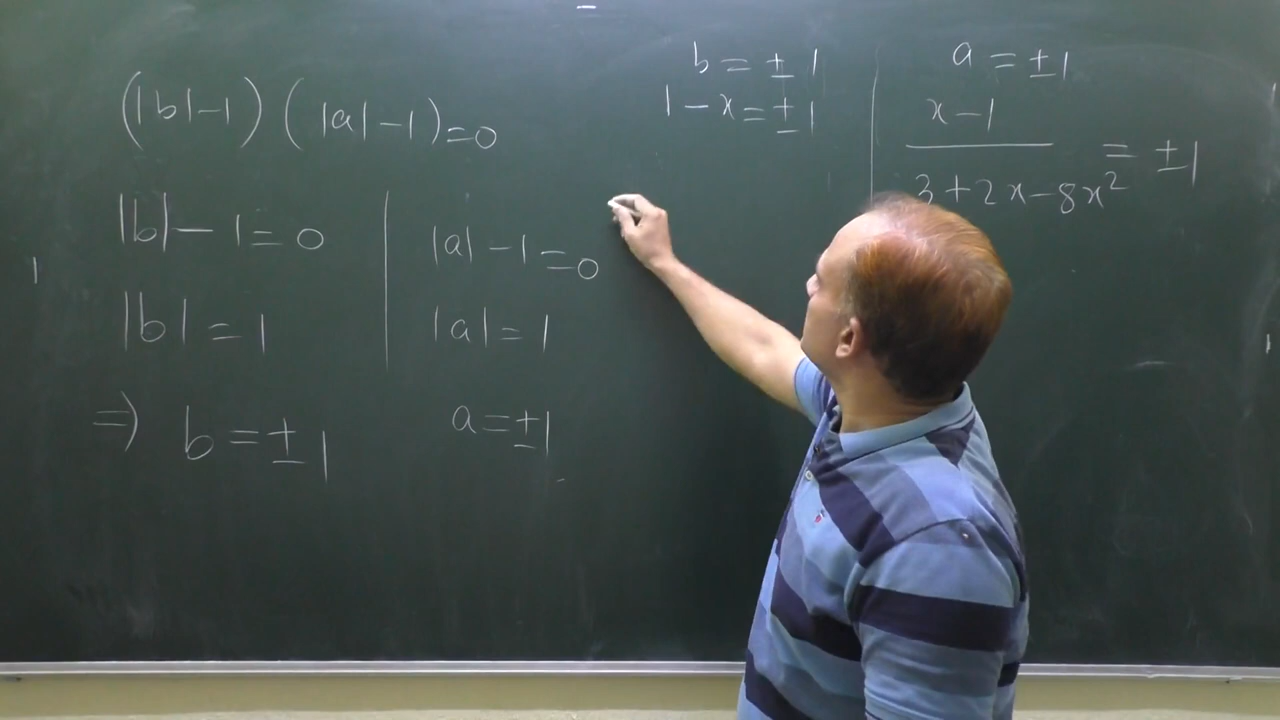 (|b|-1) (|a|-1)=0
|b|-1=0
|b|=1
⇒ b=±1
|a|-1=0
|a|=1
a=±1
b=±1
1-x=±1
a=±1
x-1
———— = ±1
3+2x-8x²